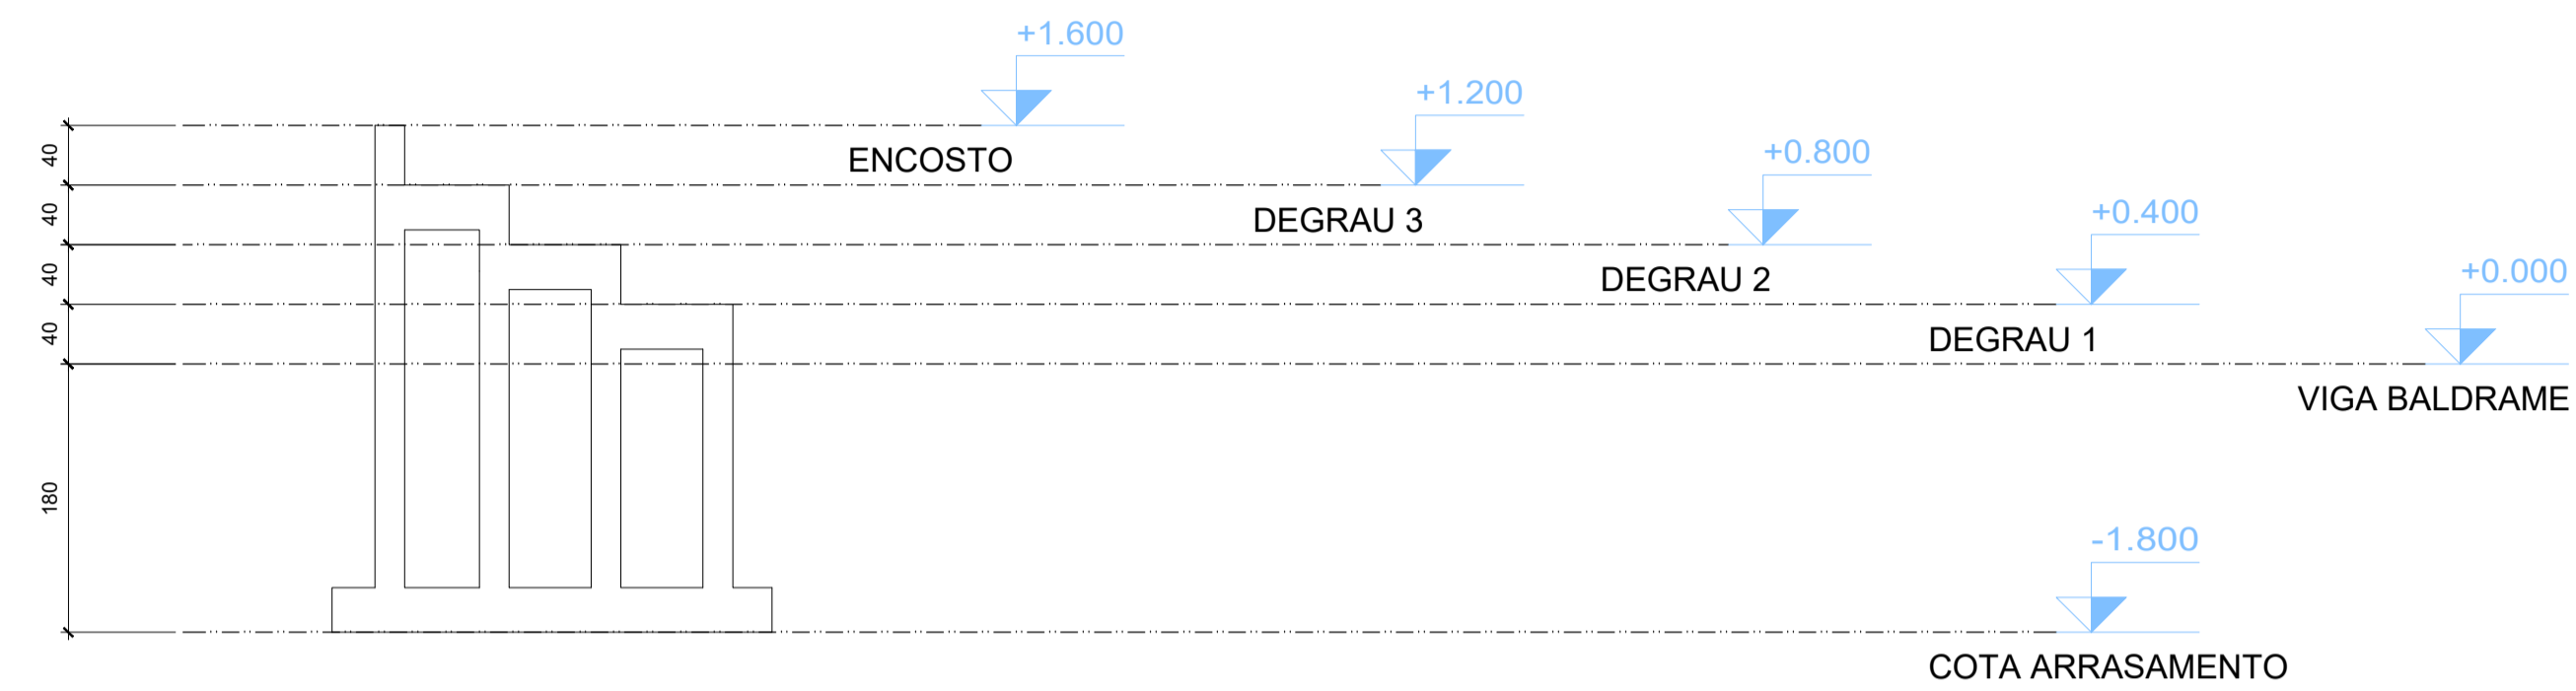 +1.600
+1.200
+0.800
+0.400
+0.000
40
ENCOSTO
40
DEGRAU 3
40
DEGRAU 2
40
DEGRAU 1
VIGA BALDRAME
180
-1.800
COTA ARRASAMENTO